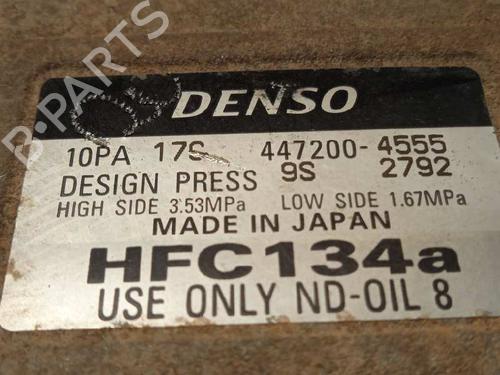 DENSO
10PA 17S 447200-4555
DESIGN PRESS 9S 2792
HIGH SIDE 3.53MPa LOW SIDE 1.67MPa
MADE IN JAPAN
HFC134a
USE ONLY ND-OIL 8
B-PARTS